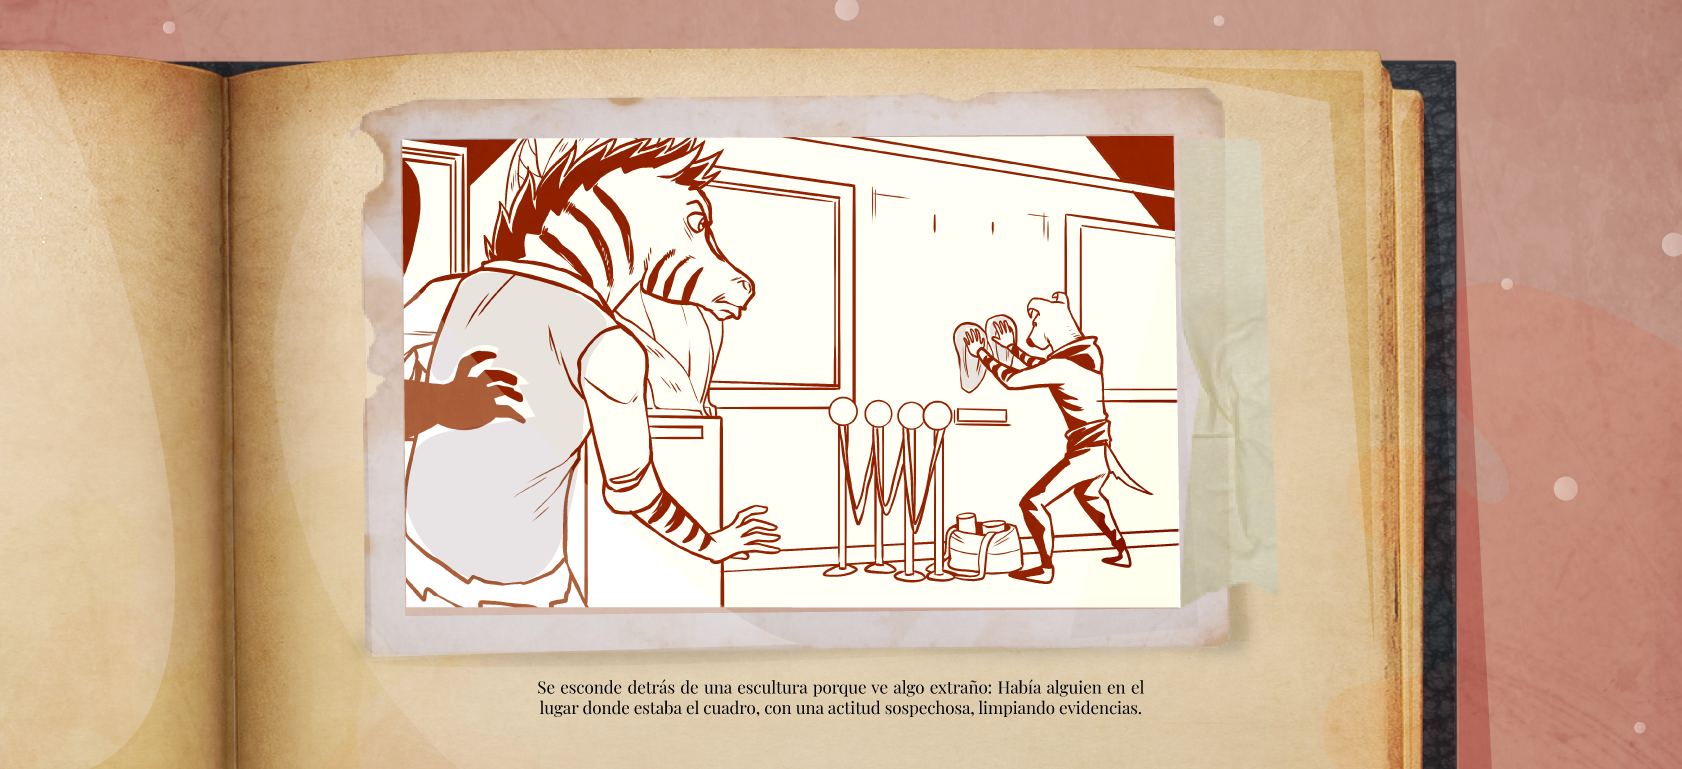 Se esconde detrás de una escultura porque ve algo extraño: Había alguien en el
lugar donde estaba el cuadro, con una actitud sospechosa, limpiando evidencias.